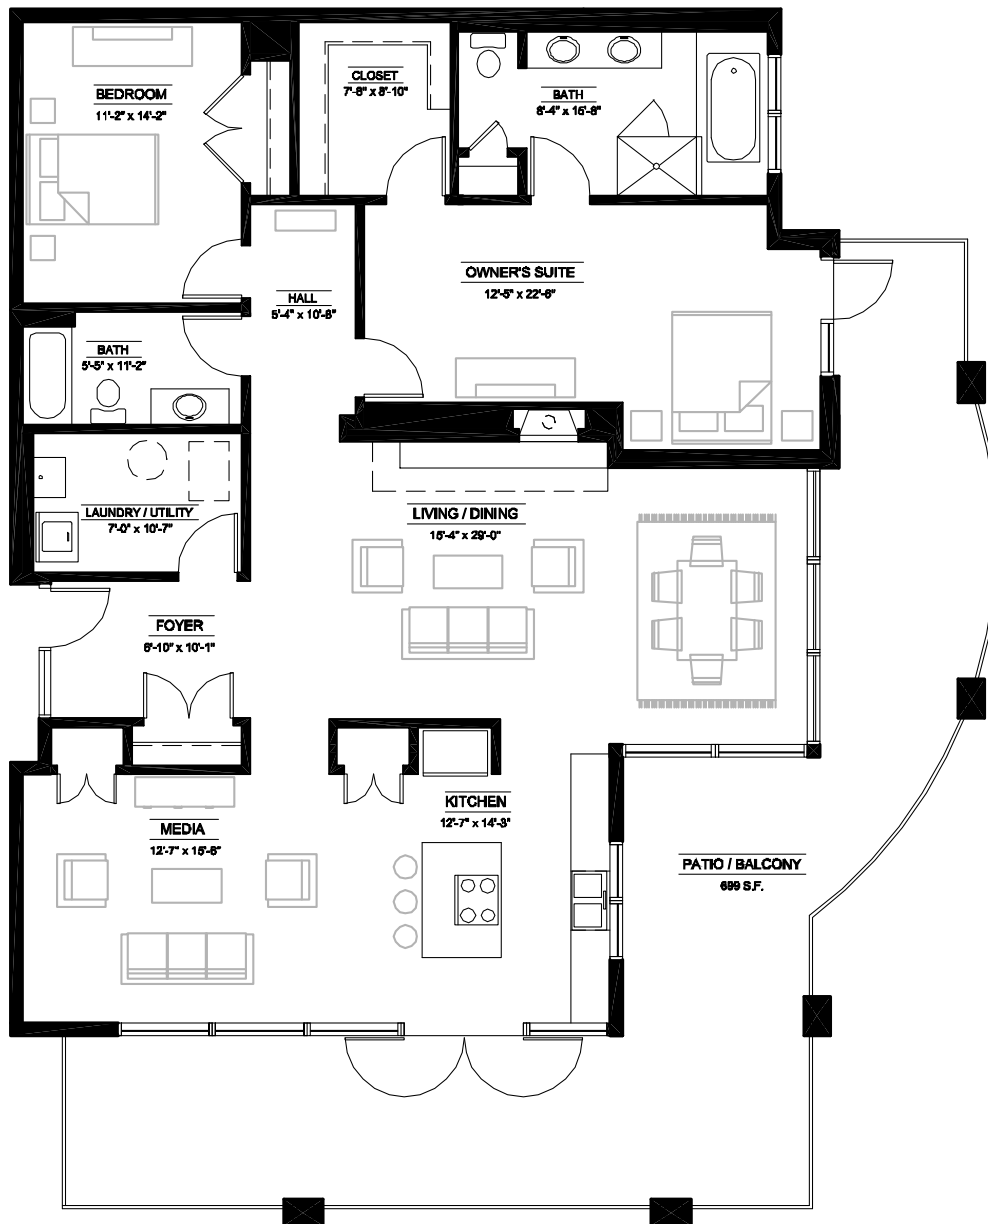 BEDROOM
11'-2" x 14'-2"
CLOSET
7'-8" x 8'-10"
BATH
8'-4" x 15'-8"
OWNER'S SUITE
12'-5" x 22'-6"
HALL
5'-4" x 10'-8"
BATH
5'-5" x 11'-2"
LAUNDRY / UTILITY
7'-0" x 10'-7"
LIVING / DINING
15'-4" x 29'-0"
FOYER
6'-10" x 10'-1"
KITCHEN
12'-7" x 14'-3"
MEDIA
12'-7" x 15'-6"
PATIO / BALCONY
699 S.F.